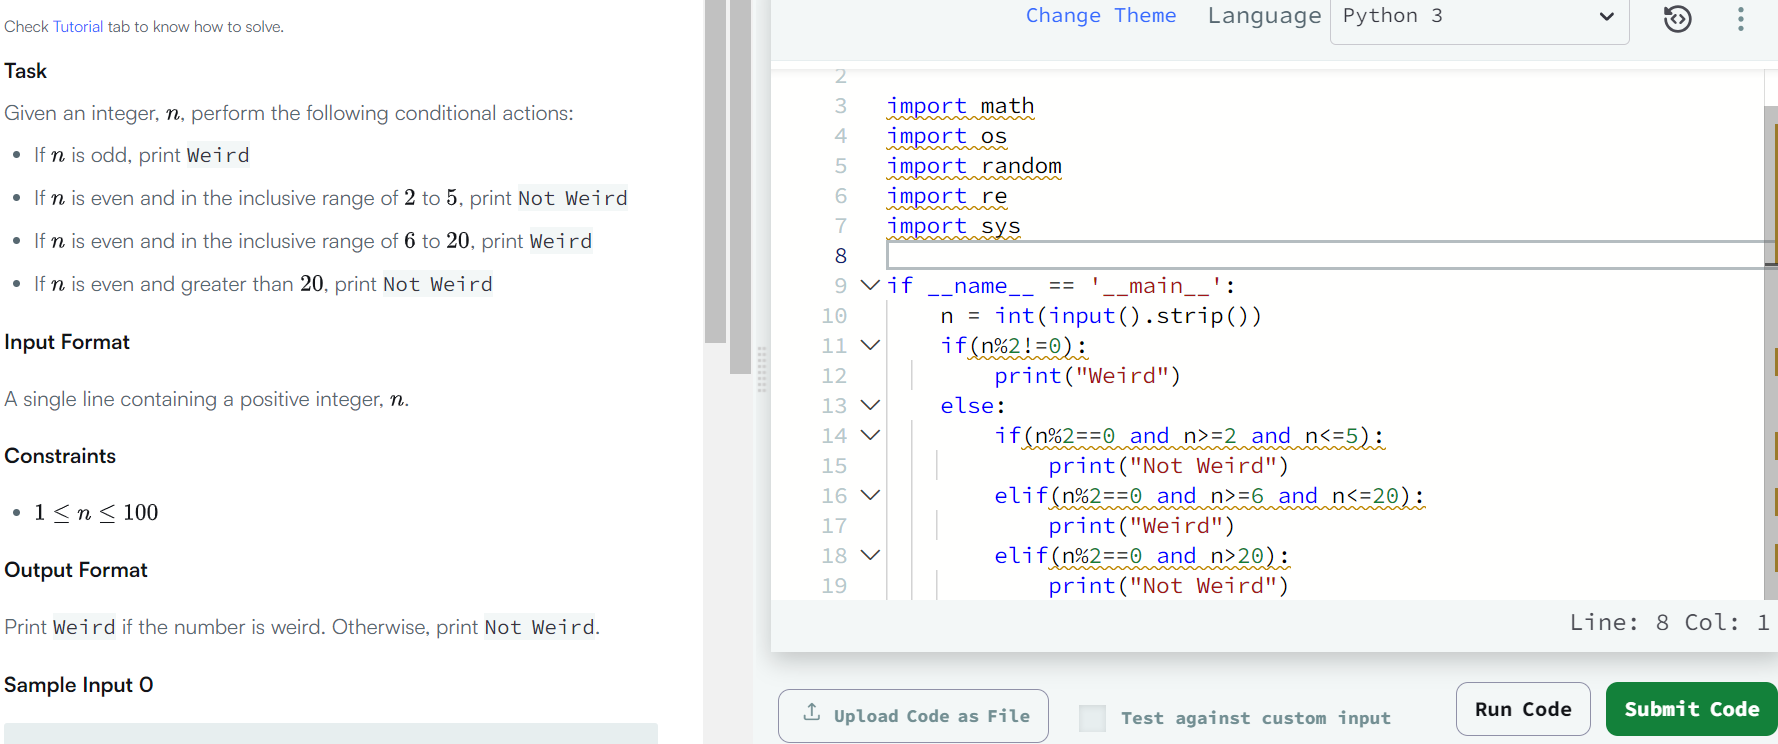 Check Tutorial tab to know how to solve.
Task
Given an integer, n, perform the following conditional actions:
• If n is odd, print Weird
• If n is even and in the inclusive range of 2 to 5, print Not Weird
• If n is even and in the inclusive range of 6 to 20, print Weird
• If n is even and greater than 20, print Not Weird
Input Format
A single line containing a positive integer, n.
Constraints
• 1 ≤ n ≤ 100
Output Format
Print Weird if the number is weird. Otherwise, print Not Weird.
Sample Input 0
Change Theme Language Python 3
2
3 import math
4 import os
5 import random
6 import re
7 import sys
8
9 if __name__ == '__main__':
10     n = int(input().strip())
11     if(n%2!=0):
12         print("Weird")
13     else:
14         if(n%2==0 and n>=2 and n<=5):
15             print("Not Weird")
16         elif(n%2==0 and n>=6 and n<=20):
17             print("Weird")
18         elif(n%2==0 and n>20):
19             print("Not Weird")
Line: 8 Col: 1
Upload Code as File Test against custom input Run Code Submit Code